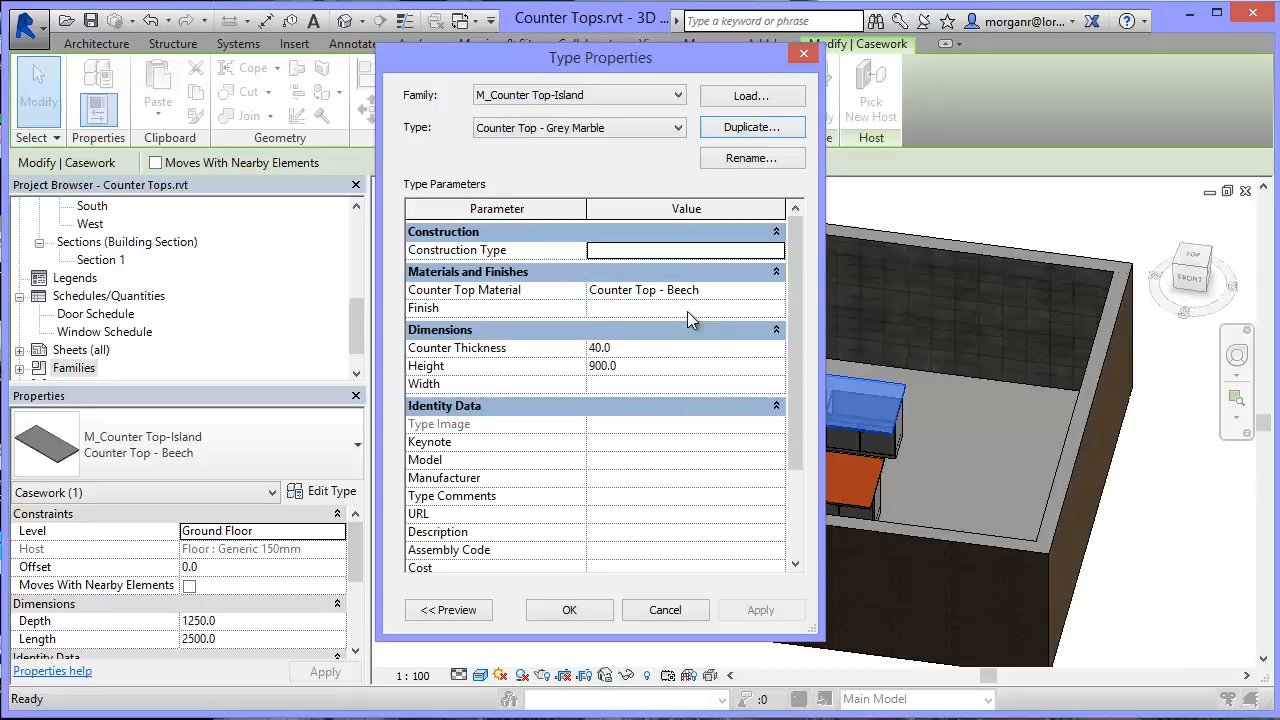 Counter Tops.rvt - 3D ...
Type a keyword or phrase
morganr@lor...
Architecture Structure Systems Insert Annotate
Modify | Casework
Type Properties
Modify
Paste
Cope
Cut
Join
Pick
New Host
Select Properties Clipboard Geometry
Host
Modify | Casework
Moves With Nearby Elements
Family:
M_Counter Top-Island
Load...
Type:
Counter Top - Grey Marble
Duplicate...
Rename...
Type Parameters
Parameter Value
Construction
Construction Type
Materials and Finishes
Counter Top Material Counter Top - Beech
Finish
Dimensions
Counter Thickness 40.0
Height 900.0
Width
Identity Data
Type Image
Keynote
Model
Manufacturer
Type Comments
URL
Description
Assembly Code
Cost
<< Preview OK Cancel Apply
Project Browser - Counter Tops.rvt
South
West
Sections (Building Section)
Section 1
Legends
Schedules/Quantities
Door Schedule
Window Schedule
Sheets (all)
Families
Properties
M_Counter Top-Island
Counter Top - Beech
Casework (1)
Edit Type
Constraints
Level Ground Floor
Host Floor : Generic 150mm
Offset 0.0
Moves With Nearby Elements
Dimensions
Depth 1250.0
Length 2500.0
Properties help
Apply
TOP
FRONT
1 : 100
Ready
:0
Main Model